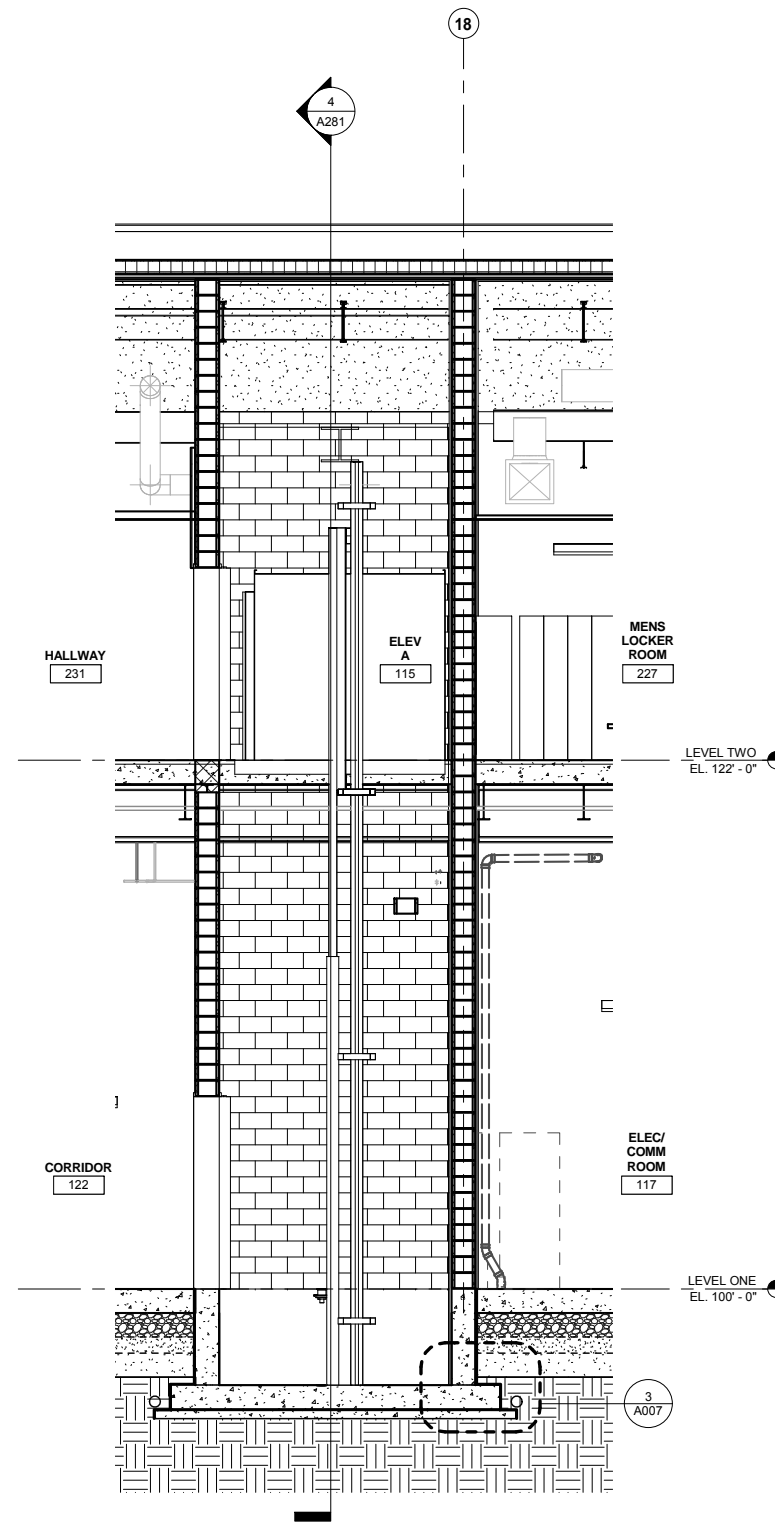 18
4
A281
HALLWAY
231
ELEV
A
115
MENS
LOCKER
ROOM
227
LEVEL TWO
EL. 122' - 0"
CORRIDOR
122
ELEC/
COMM
ROOM
117
LEVEL ONE
EL. 100' - 0"
3
A007